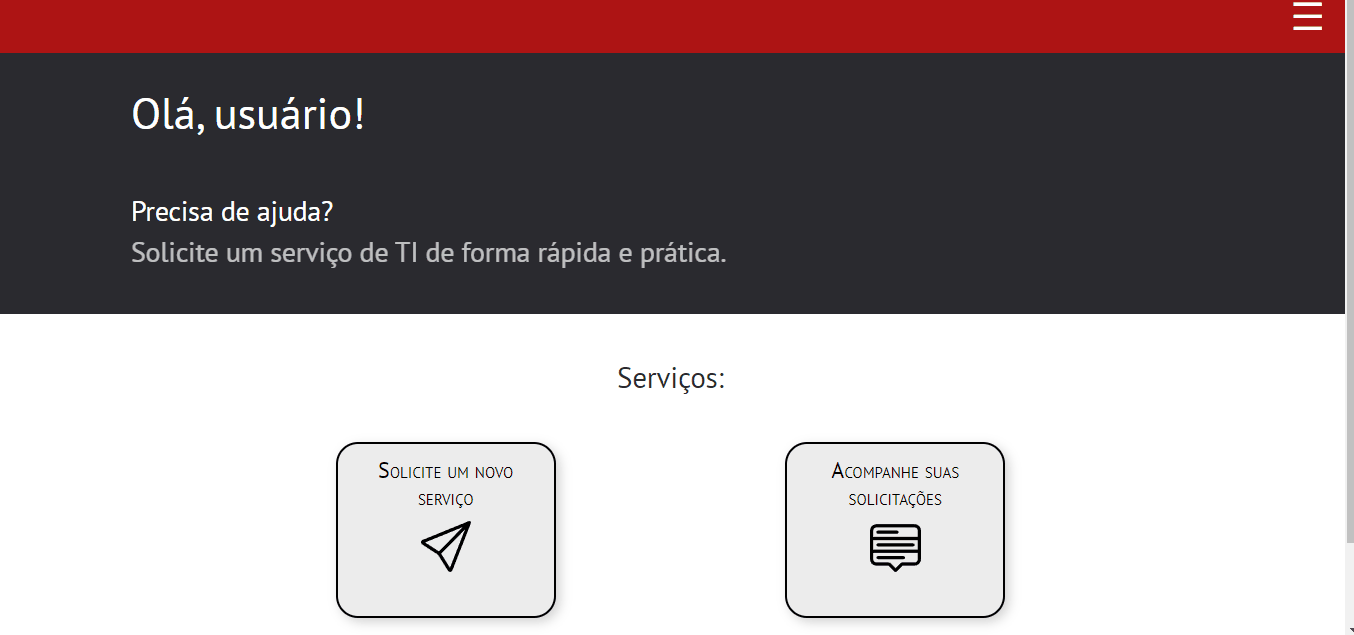 Olá, usuário!
Precisa de ajuda?
Solicite um serviço de TI de forma rápida e prática.
Serviços:
Solicite um novo
serviço
Acompanhe suas
solicitações